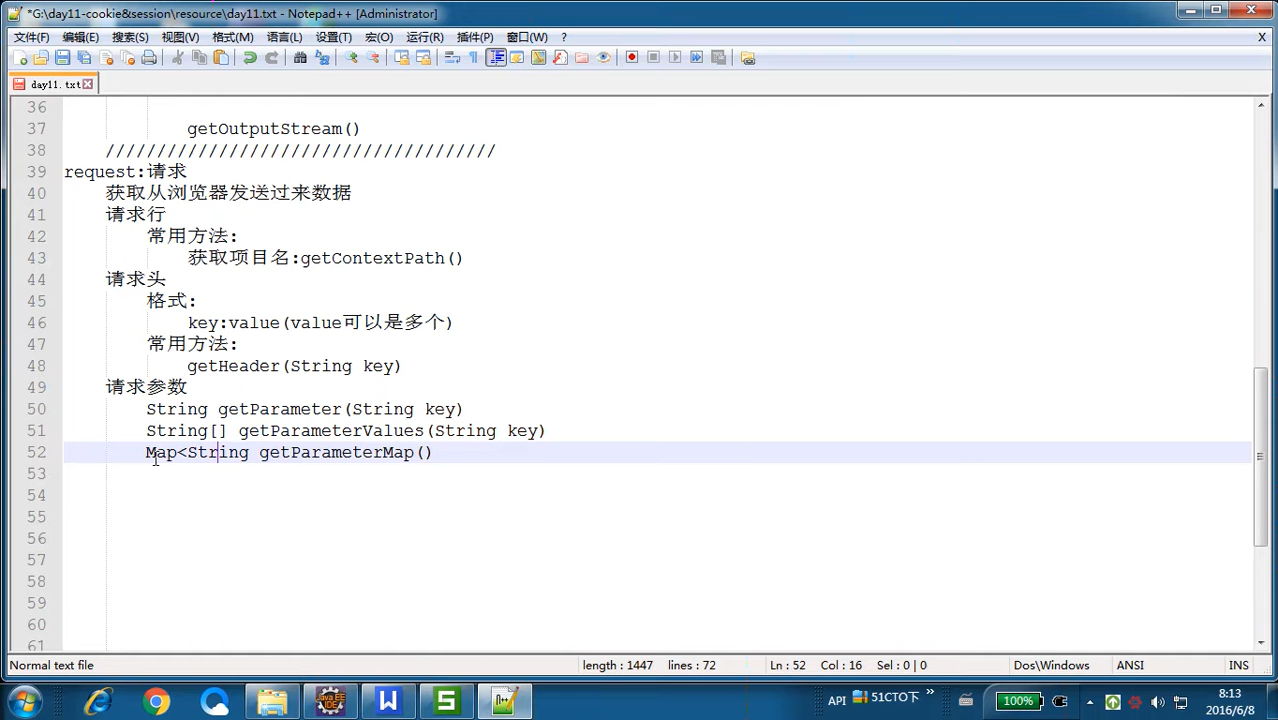 *G:\day11-cookie&session\resource\day11.txt - Notepad++ [Administrator]
文件(F) 编辑(E) 搜索(S) 视图(V) 格式(M) 语言(L) 设置(T) 宏(O) 运行(R) 插件(P) 窗口(W) ? X
day11.txt
36
37 getOutputStream()
38 //////////////////////////////////////
39 request:请求
40 获取从浏览器发送过来数据
41 请求行
42 常用方法:
43 获取项目名:getContextPath()
44 请求头
45 格式:
46 key:value(value可以是多个)
47 常用方法:
48 getHeader(String key)
49 请求参数
50 String getParameter(String key)
51 String[] getParameterValues(String key)
52 Map<String getParameterMap()
53
54
55
56
57
58
59
60
61
Normal text file length : 1447 lines : 72 Ln : 52 Col : 16 Sel : 0 | 0 Dos\Windows ANSI INS
Java EE IDE W S API 51CTO下 » 100% 8:13
2016/6/8